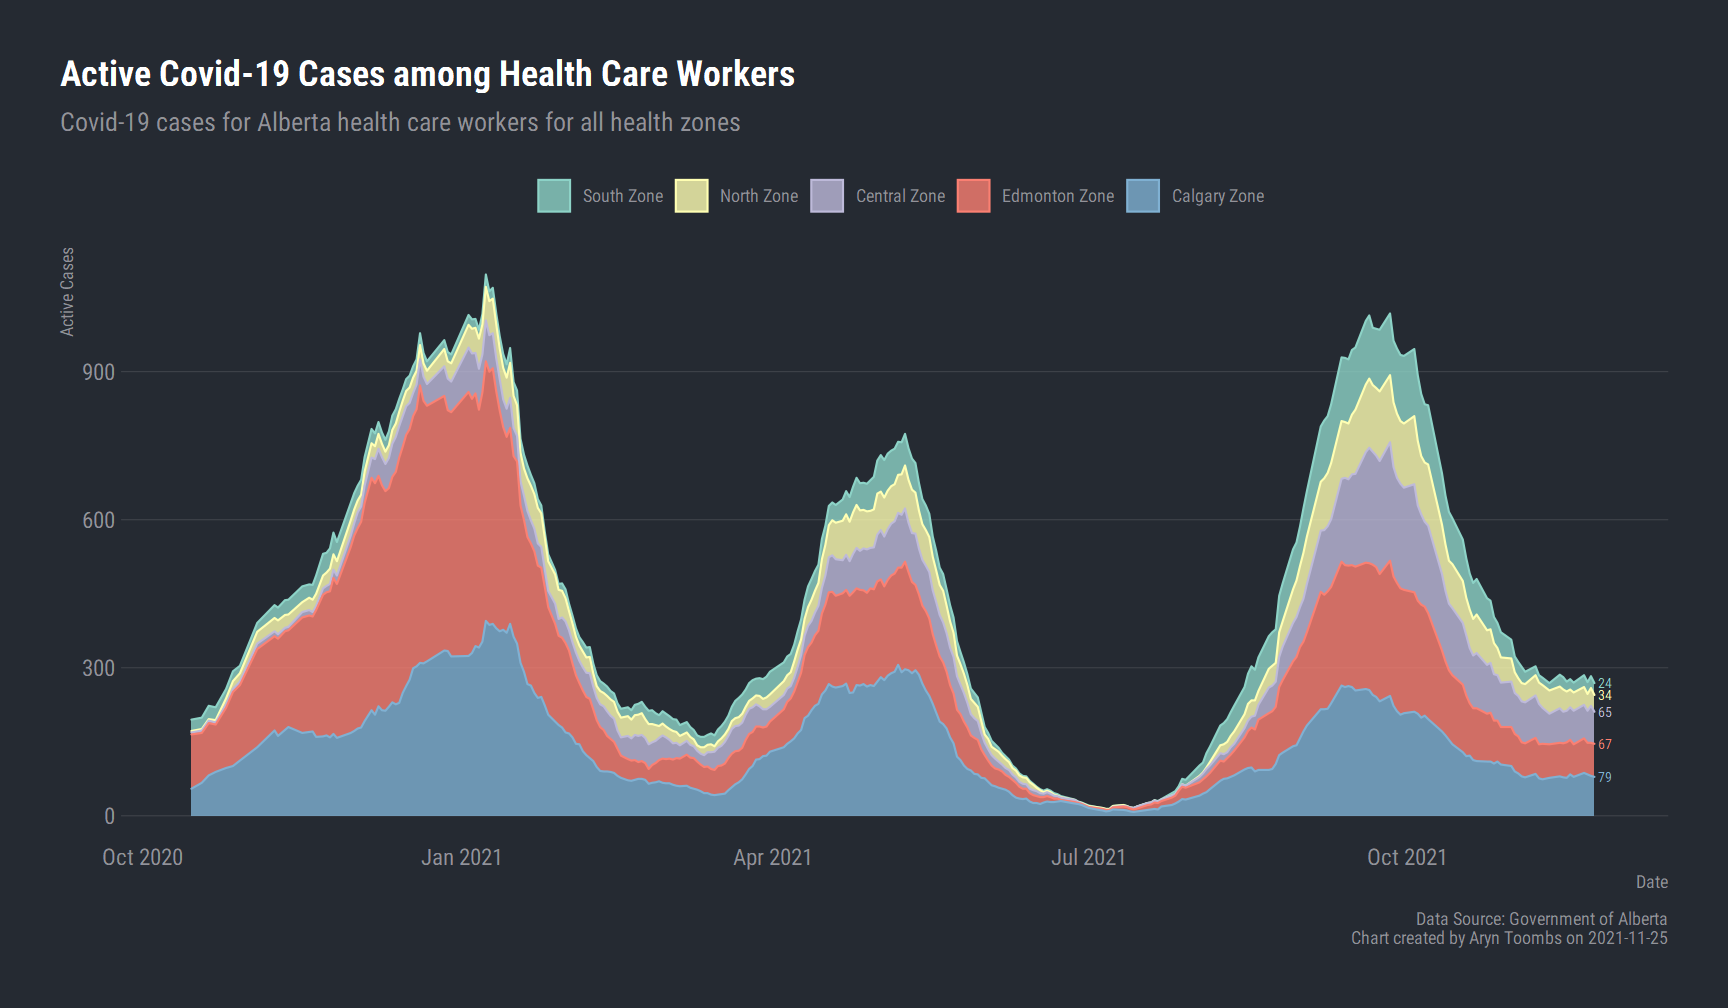 Active Covid-19 Cases among Health Care Workers
Covid-19 cases for Alberta health care workers for all health zones
South Zone North Zone Central Zone Edmonton Zone Calgary Zone
Active Cases
900
600
300
0
24
34
65
67
79
Oct 2020 Jan 2021 Apr 2021 Jul 2021 Oct 2021
Date
Data Source: Government of Alberta
Chart created by Aryn Toombs on 2021-11-25